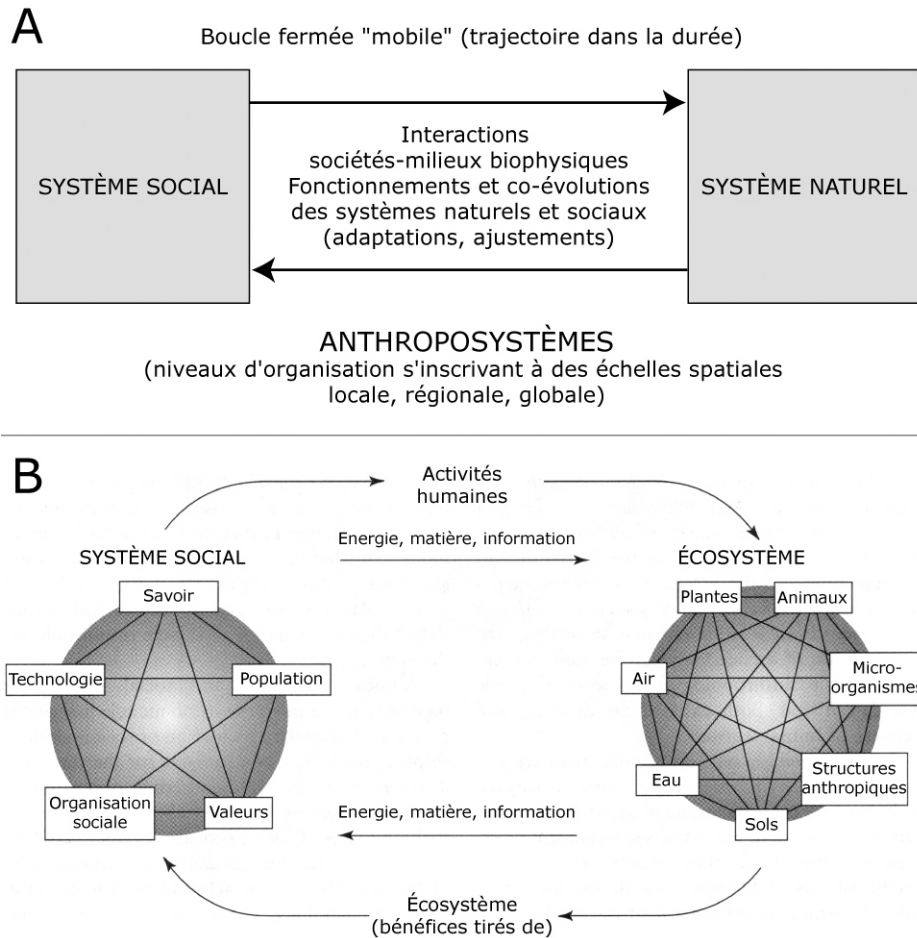 A
Boucle fermée "mobile" (trajectoire dans la durée)
SYSTÈME SOCIAL
Interactions
sociétés-milieux biophysiques
Fonctionnements et co-évolutions
des systèmes naturels et sociaux
(adaptations, ajustements)
SYSTÈME NATUREL
ANTHROPOSYSTÈMES
(niveaux d'organisation s'inscrivant à des échelles spatiales
locale, régionale, globale)
B
Activités
humaines
Energie, matière, information
SYSTÈME SOCIAL
Savoir
Technologie
Population
Organisation
sociale
Valeurs
ÉCOSYSTÈME
Plantes
Animaux
Air
Micro-
organismes
Eau
Structures
anthropiques
Sols
Energie, matière, information
Écosystème
(bénéfices tirés de)